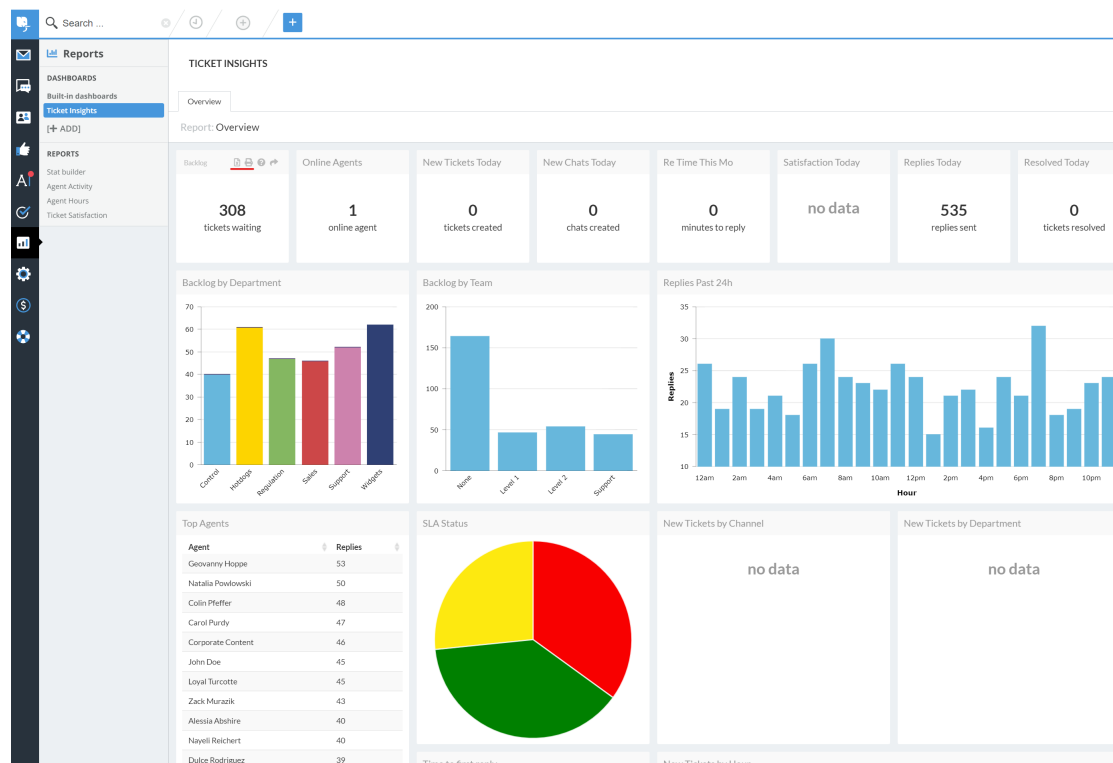 Search ...
+
Reports
DASHBOARDS
Built-in dashboards
Ticket Insights
[+ ADD]
REPORTS
Stat builder
Agent Activity
Agent Hours
Ticket Satisfaction
TICKET INSIGHTS
Overview
Report: Overview
Backlog
308
tickets waiting
Online Agents
1
online agent
New Tickets Today
0
tickets created
New Chats Today
0
chats created
Re Time This Mo
0
minutes to reply
Satisfaction Today
no data
Replies Today
535
replies sent
Resolved Today
0
tickets resolved
Backlog by Department
70
60
50
40
30
20
10
0
Control
Hotdogs
Regulation
Sales
Support
Widgets
Backlog by Team
200
150
100
50
0
None
Level 1
Level 2
Support
Replies Past 24h
Replies
35
30
25
20
15
10
12am 2am 4am 6am 8am 10am 12pm 2pm 4pm 6pm 8pm 10pm
Hour
Top Agents
Agent Replies
Geovanny Hoppe 53
Natalia Powlowski 50
Colin Pfeffer 48
Carol Purdy 47
Corporate Content 46
John Doe 45
Loyal Turcotte 45
Zack Murazik 43
Alessia Abshire 40
Nayeli Reichert 40
Dulce Rodriguez 39
SLA Status
New Tickets by Channel
no data
New Tickets by Department
no data
Time to first reply
New Tickets by Hour